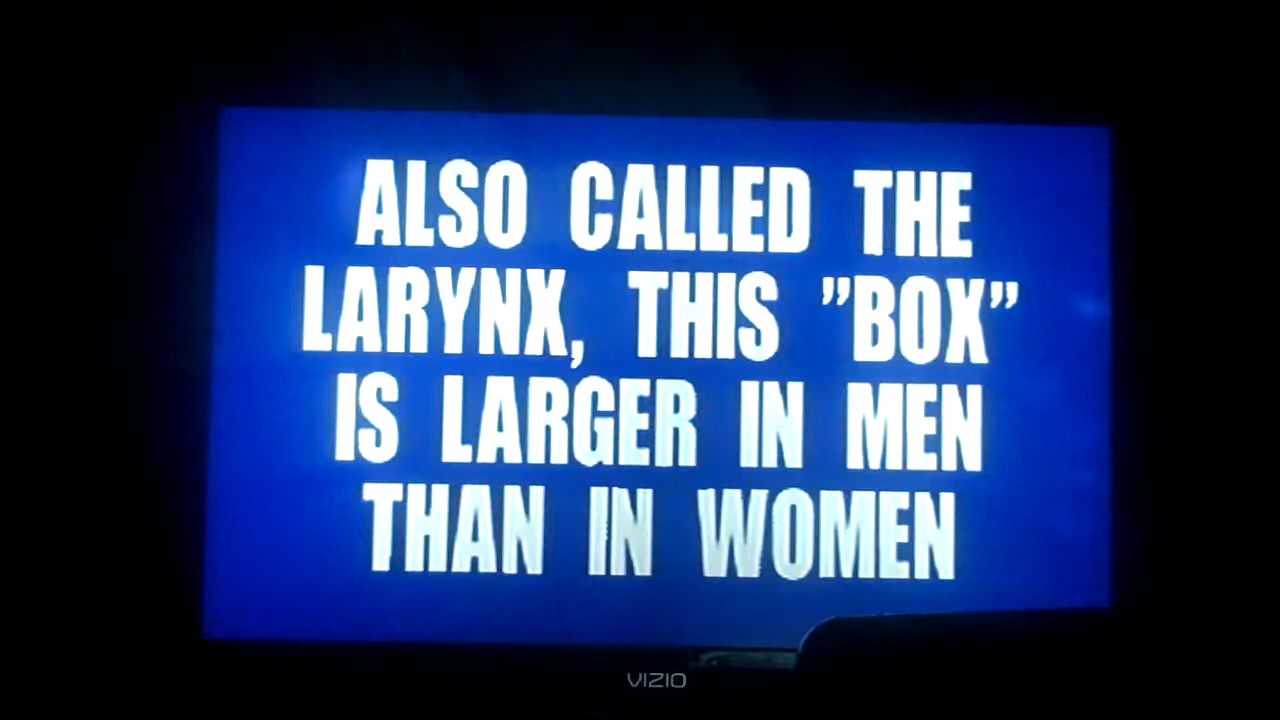 ALSO CALLED THE
LARYNX, THIS ”BOX”
IS LARGER IN MEN
THAN IN WOMEN
VIZIO